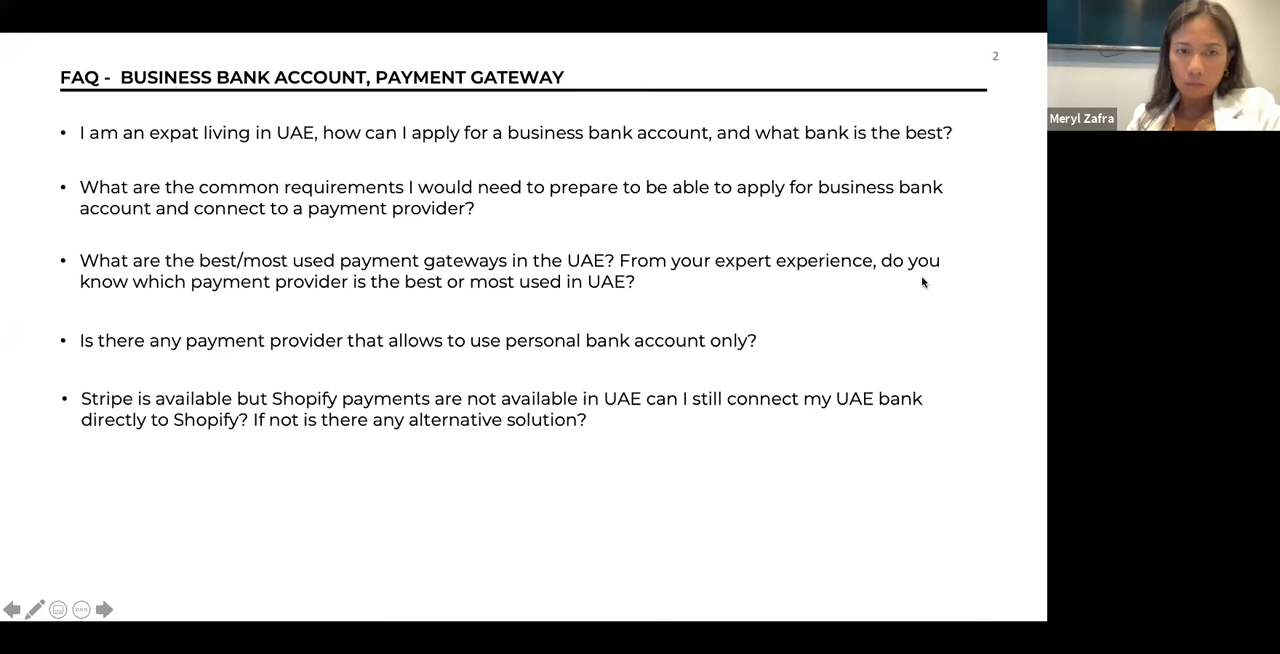 2
FAQ -  BUSINESS BANK ACCOUNT, PAYMENT GATEWAY
• I am an expat living in UAE, how can I apply for a business bank account, and what bank is the best?
• What are the common requirements I would need to prepare to be able to apply for business bank
account and connect to a payment provider?
• What are the best/most used payment gateways in the UAE? From your expert experience, do you
know which payment provider is the best or most used in UAE?
• Is there any payment provider that allows to use personal bank account only?
• Stripe is available but Shopify payments are not available in UAE can I still connect my UAE bank
directly to Shopify? If not is there any alternative solution?
Meryl Zafra